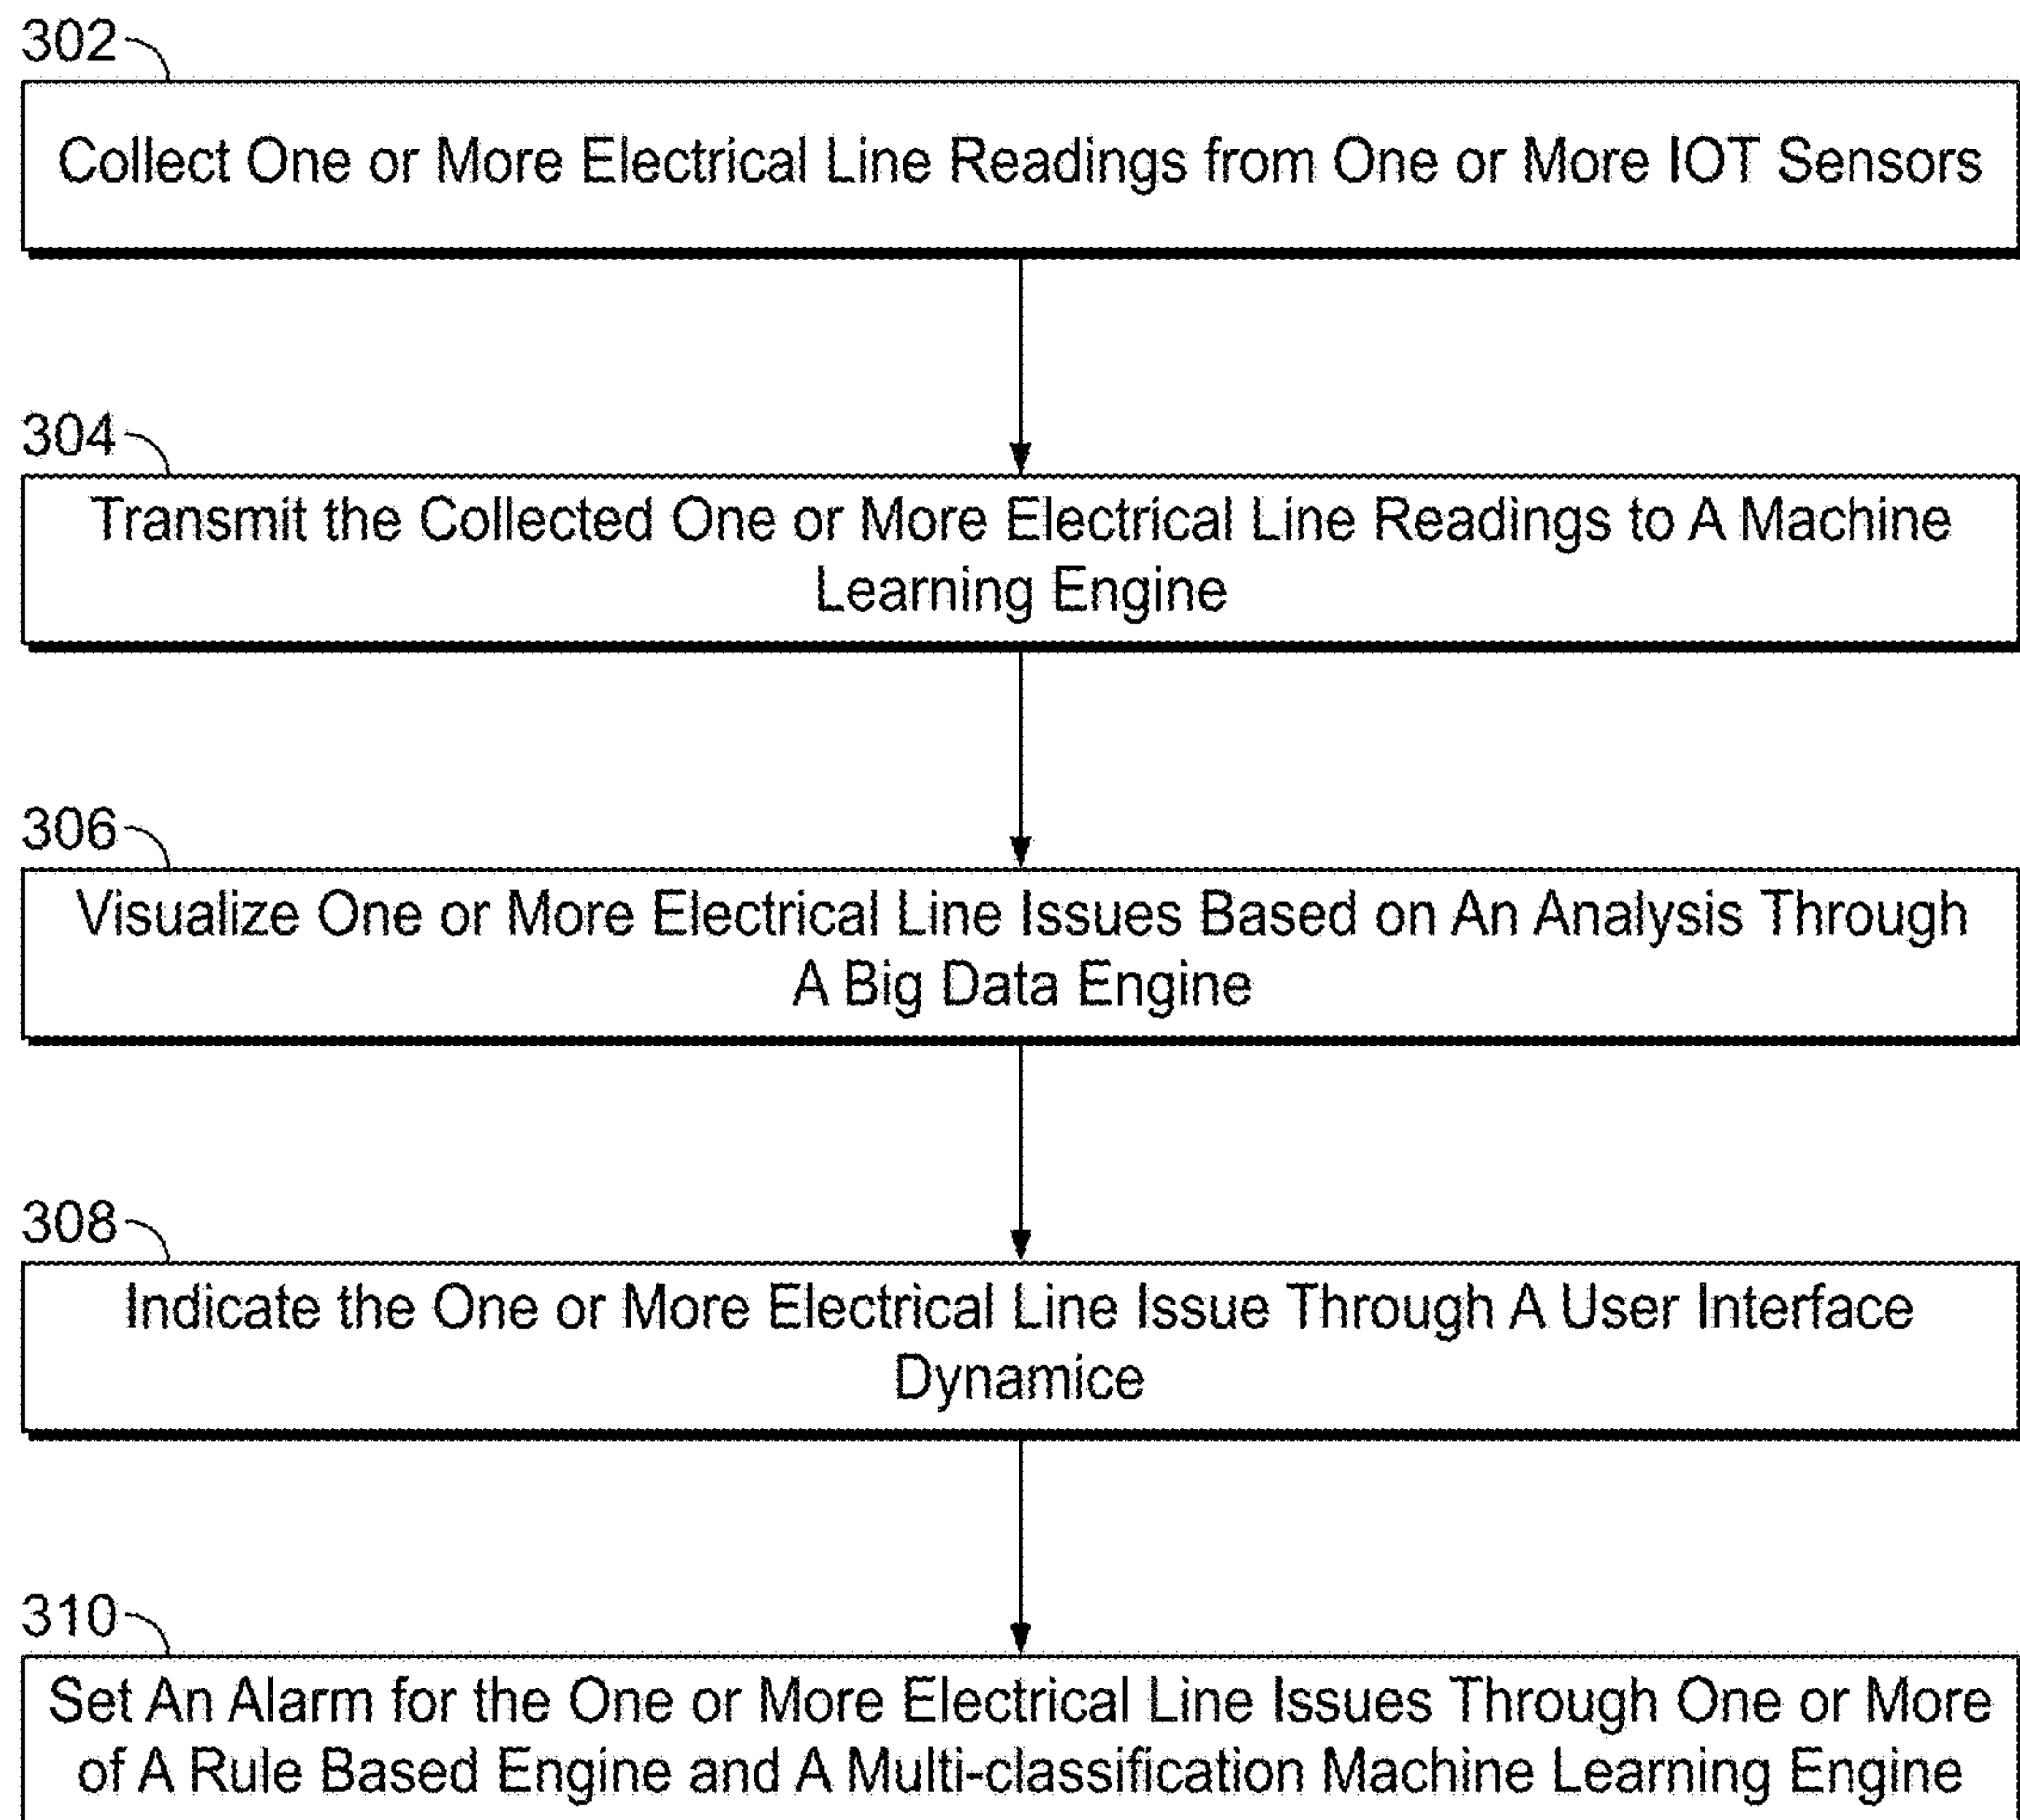 302
Collect One or More Electrical Line Readings from One or More IOT Sensors
304
Transmit the Collected One or More Electrical Line Readings to A Machine
Learning Engine
306
Visualize One or More Electrical Line Issues Based on An Analysis Through
A Big Data Engine
308
Indicate the One or More Electrical Line Issue Through A User Interface
Dynamice
310
Set An Alarm for the One or More Electrical Line Issues Through One or More
of A Rule Based Engine and A Multi-classification Machine Learning Engine